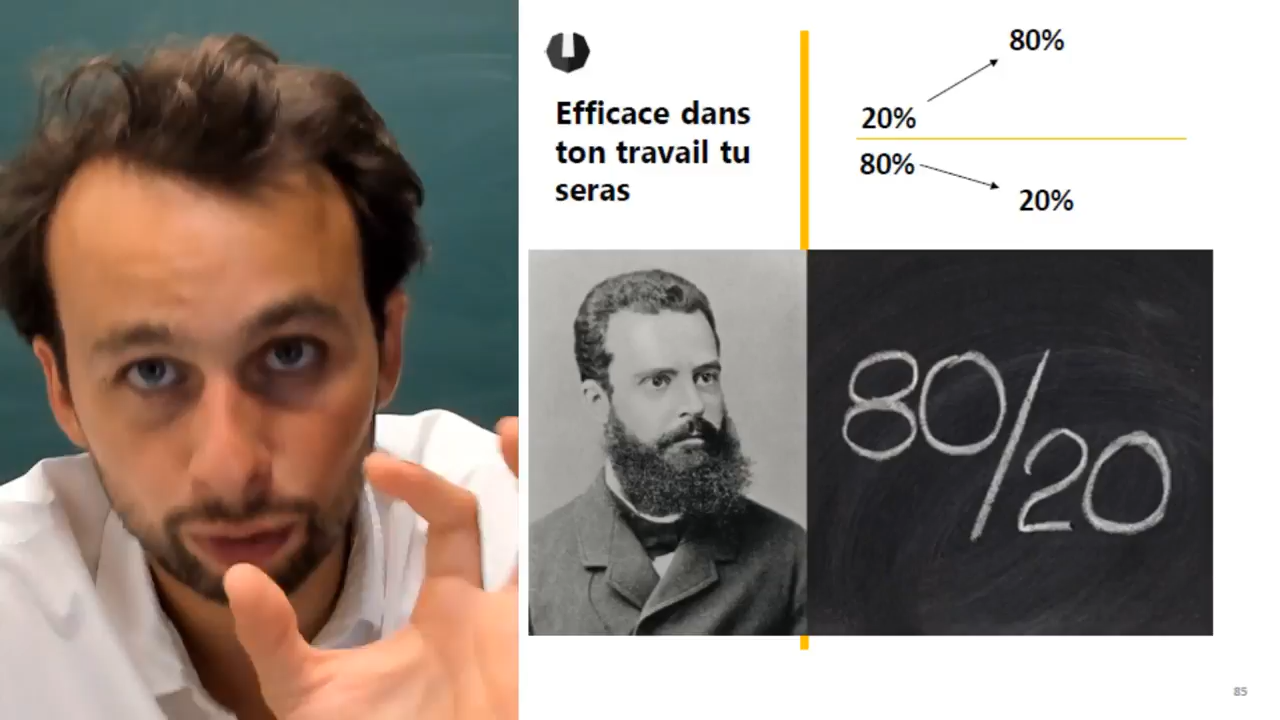 Efficace dans
ton travail tu
seras
80%
20%
80%
20%
80/20
85